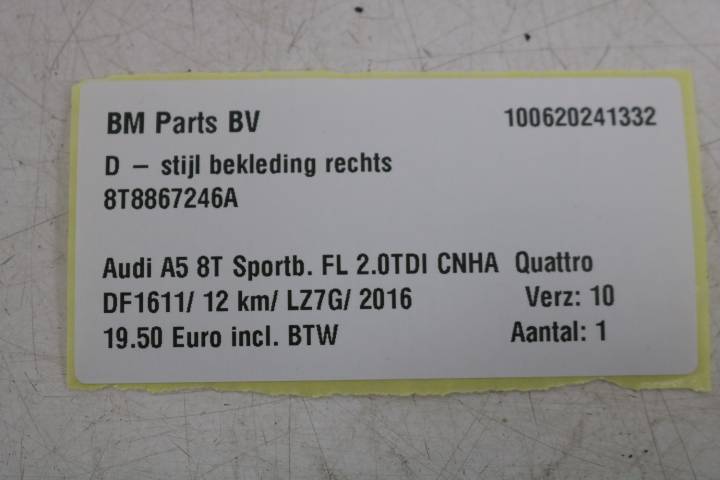 BM Parts BV 100620241332
D – stijl bekleding rechts
8T8867246A
Audi A5 8T Sportb. FL 2.0TDI CNHA Quattro
DF1611/ 12 km/ LZ7G/ 2016 Verz: 10
19.50 Euro incl. BTW Aantal: 1